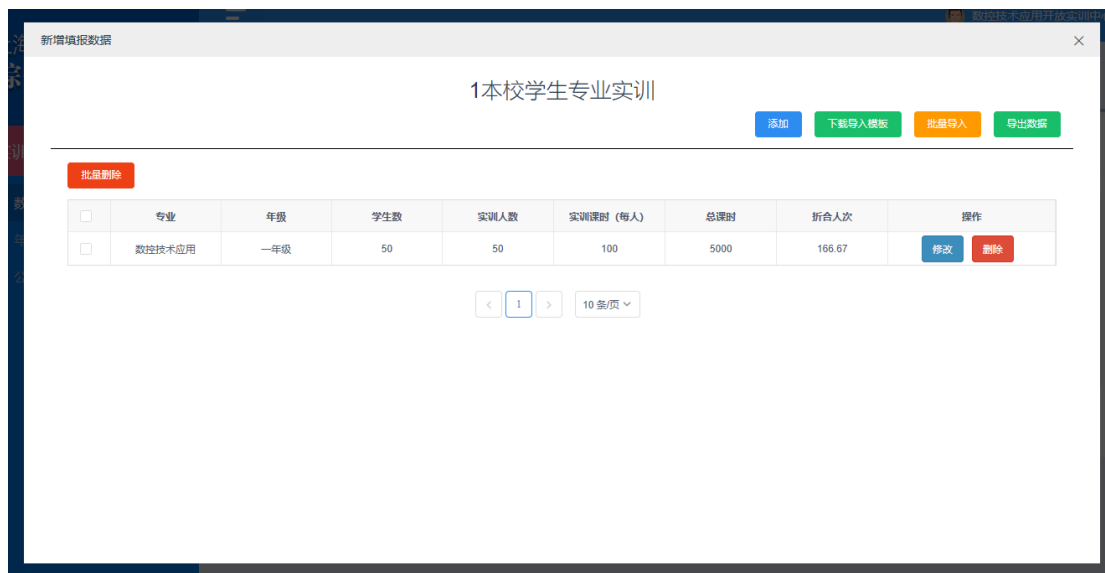 数控技术应用开放实训中
新增填报数据
1本校学生专业实训
添加 下载导入模板 批量导入 导出数据
批量删除
专业 年级 学生数 实训人数 实训课时（每人） 总课时 折合人次 操作
数控技术应用 一年级 50 50 100 5000 166.67 修改 删除
1 10 条/页